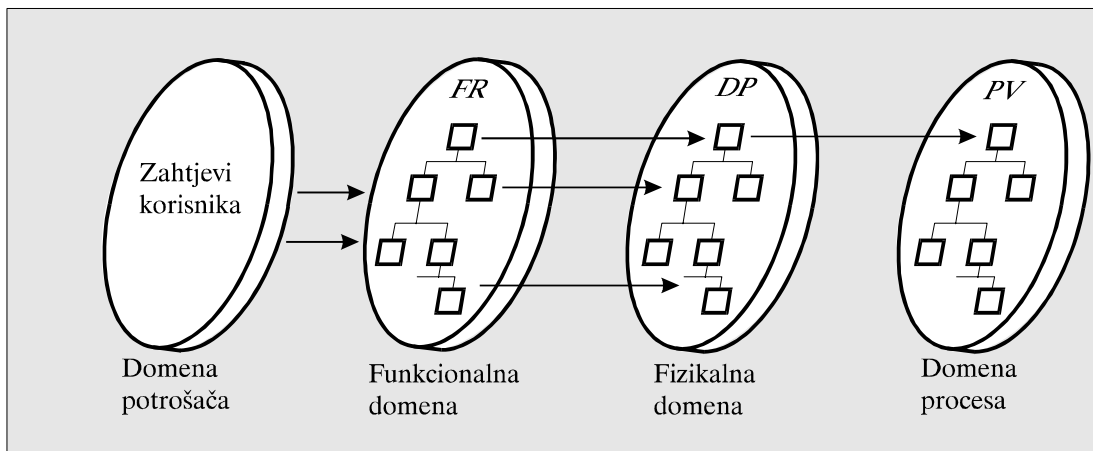 FR
DP
PV
Zahtjevi
korisnika
Domena
potrošača
Funkcionalna
domena
Fizikalna
domena
Domena
procesa